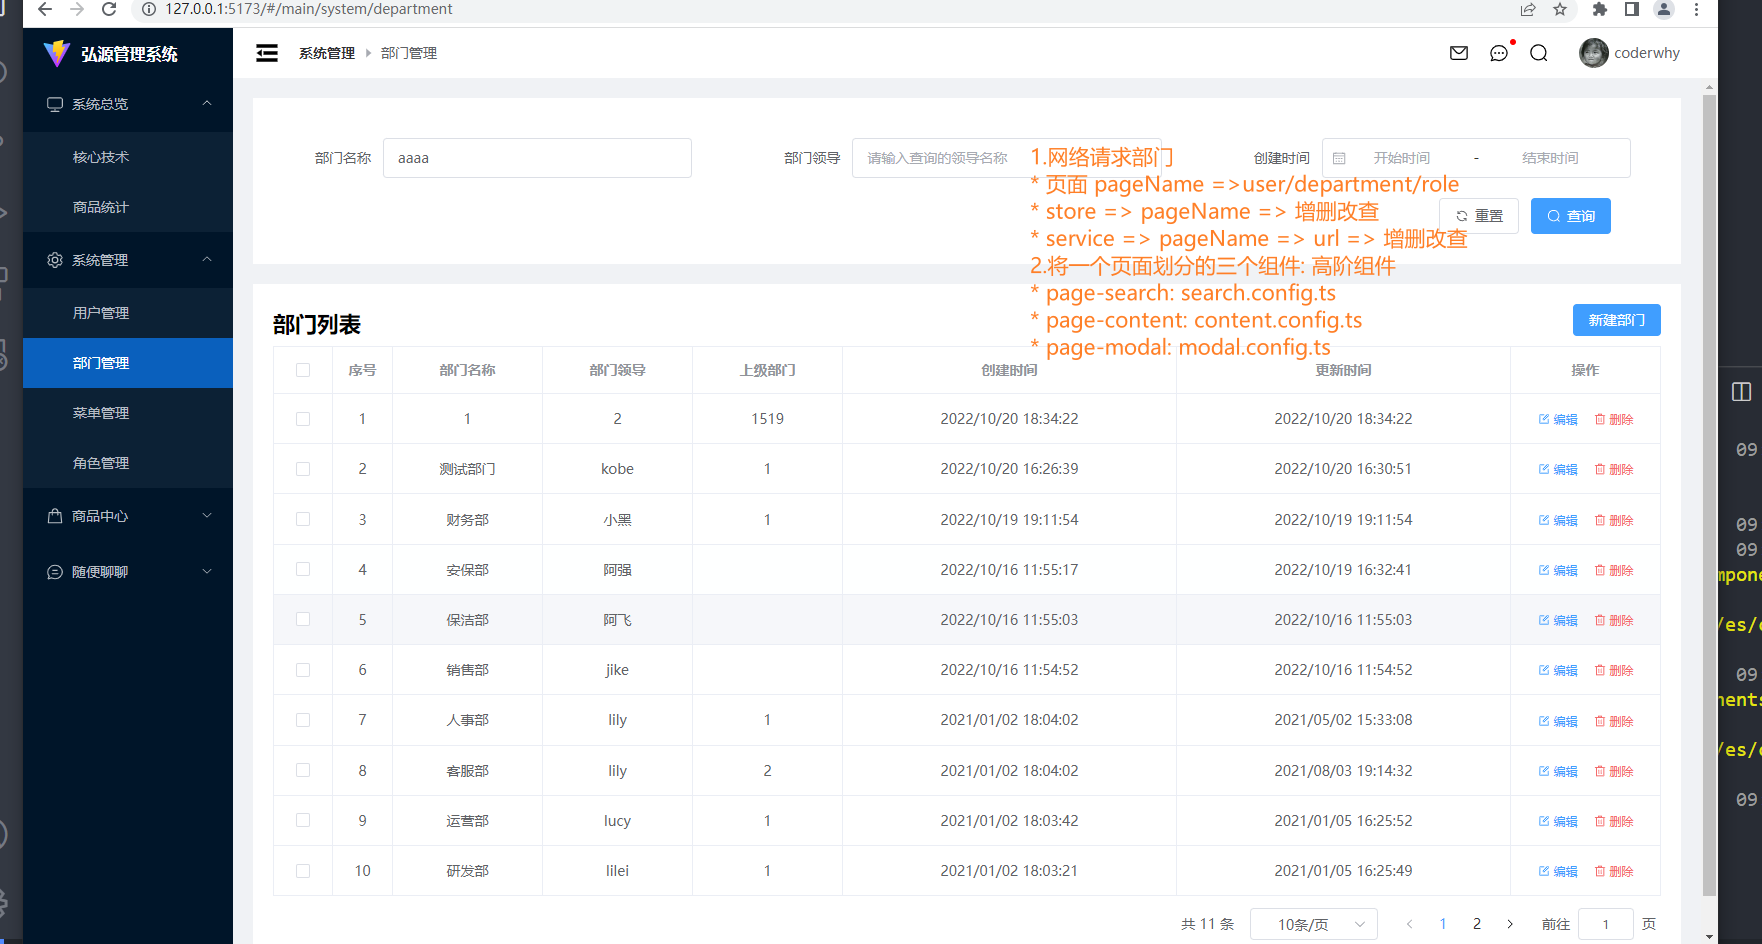 127.0.0.1:5173/#/main/system/department
弘源管理系统
系统管理 部门管理
coderwhy
系统总览
核心技术
商品统计
系统管理
用户管理
部门管理
菜单管理
角色管理
商品中心
随便聊聊
部门名称 aaaa 部门领导 请输入查询的领导名称 创建时间 开始时间 - 结束时间
重置 查询
1.网络请求部门
* 页面 pageName =>user/department/role
* store => pageName => 增删改查
* service => pageName => url => 增删改查
2.将一个页面划分的三个组件: 高阶组件
* page-search: search.config.ts
* page-content: content.config.ts
* page-modal: modal.config.ts
部门列表 新建部门
序号 部门名称 部门领导 上级部门 创建时间 更新时间 操作
1 1 2 1519 2022/10/20 18:34:22 2022/10/20 18:34:22 编辑 删除
2 测试部门 kobe 1 2022/10/20 16:26:39 2022/10/20 16:30:51 编辑 删除
3 财务部 小黑 1 2022/10/19 19:11:54 2022/10/19 19:11:54 编辑 删除
4 安保部 阿强 2022/10/16 11:55:17 2022/10/19 16:32:41 编辑 删除
5 保洁部 阿飞 2022/10/16 11:55:03 2022/10/16 11:55:03 编辑 删除
6 销售部 jike 2022/10/16 11:54:52 2022/10/16 11:54:52 编辑 删除
7 人事部 lily 1 2021/01/02 18:04:02 2021/05/02 15:33:08 编辑 删除
8 客服部 lily 2 2021/01/02 18:04:02 2021/08/03 19:14:32 编辑 删除
9 运营部 lucy 1 2021/01/02 18:03:42 2021/01/05 16:25:52 编辑 删除
10 研发部 lilei 1 2021/01/02 18:03:21 2021/01/05 16:25:49 编辑 删除
共 11 条 10条/页 1 2 前往 1 页
09
09
09
/es/
09
/es/
09